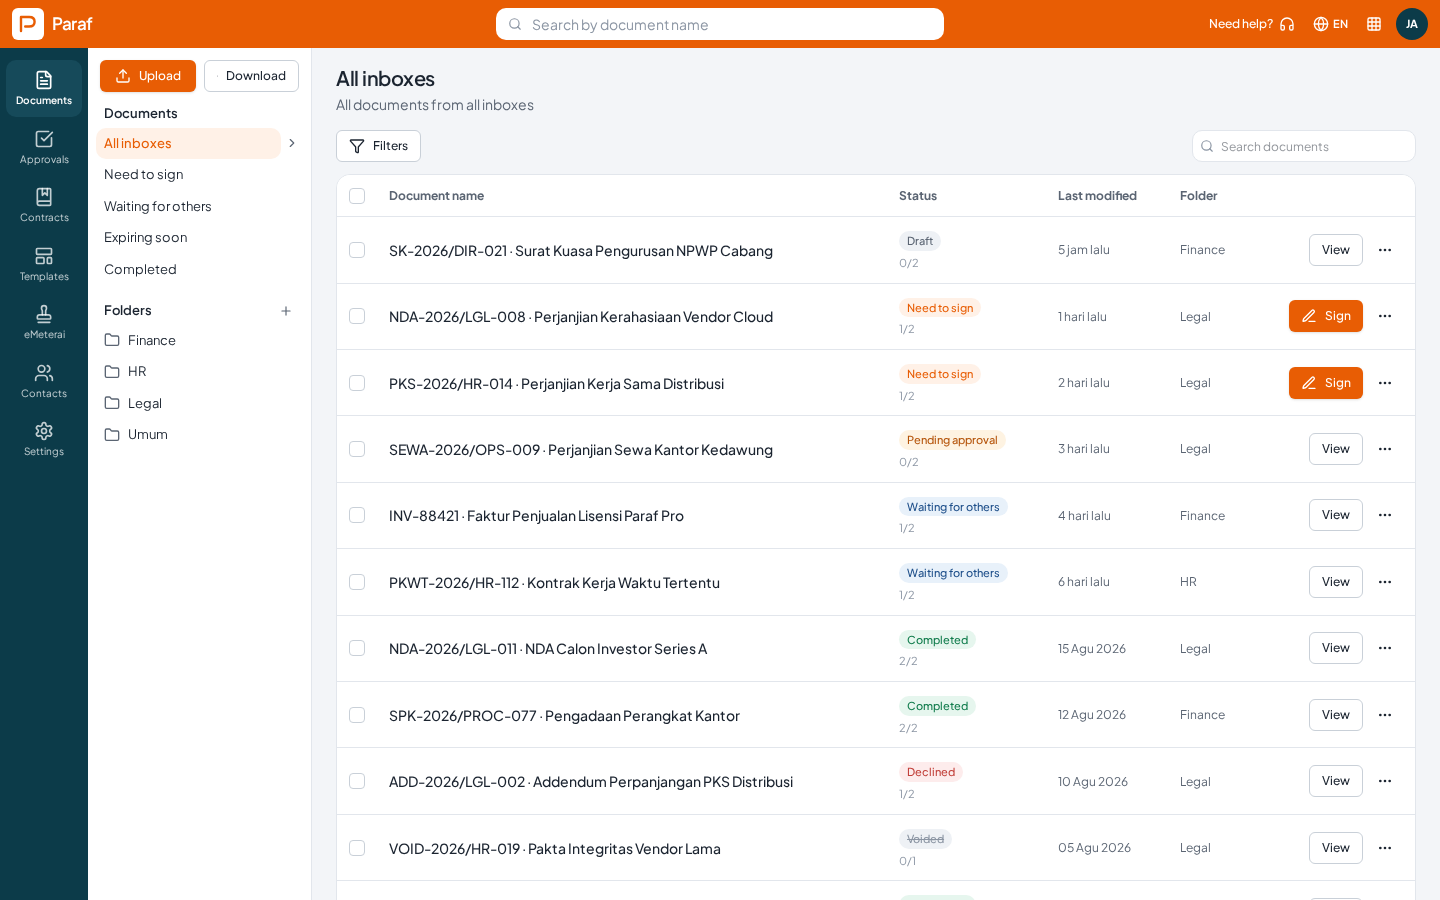 Paraf
Search by document name
Need help?
EN
JA
Documents
Approvals
Contracts
Templates
eMeterai
Contacts
Settings
Upload
Download
Documents
All inboxes
Need to sign
Waiting for others
Expiring soon
Completed
Folders
Finance
HR
Legal
Umum
All inboxes
All documents from all inboxes
Filters
Search documents
Document name Status Last modified Folder
SK-2026/DIR-021 · Surat Kuasa Pengurusan NPWP Cabang Draft 0/2 5 jam lalu Finance View
NDA-2026/LGL-008 · Perjanjian Kerahasiaan Vendor Cloud Need to sign 1/2 1 hari lalu Legal Sign
PKS-2026/HR-014 · Perjanjian Kerja Sama Distribusi Need to sign 1/2 2 hari lalu Legal Sign
SEWA-2026/OPS-009 · Perjanjian Sewa Kantor Kedawung Pending approval 0/2 3 hari lalu Legal View
INV-88421 · Faktur Penjualan Lisensi Paraf Pro Waiting for others 1/2 4 hari lalu Finance View
PKWT-2026/HR-112 · Kontrak Kerja Waktu Tertentu Waiting for others 1/2 6 hari lalu HR View
NDA-2026/LGL-011 · NDA Calon Investor Series A Completed 2/2 15 Agu 2026 Legal View
SPK-2026/PROC-077 · Pengadaan Perangkat Kantor Completed 2/2 12 Agu 2026 Finance View
ADD-2026/LGL-002 · Addendum Perpanjangan PKS Distribusi Declined 1/2 10 Agu 2026 Legal View
VOID-2026/HR-019 · Pakta Integritas Vendor Lama Voided 0/1 05 Agu 2026 Legal View